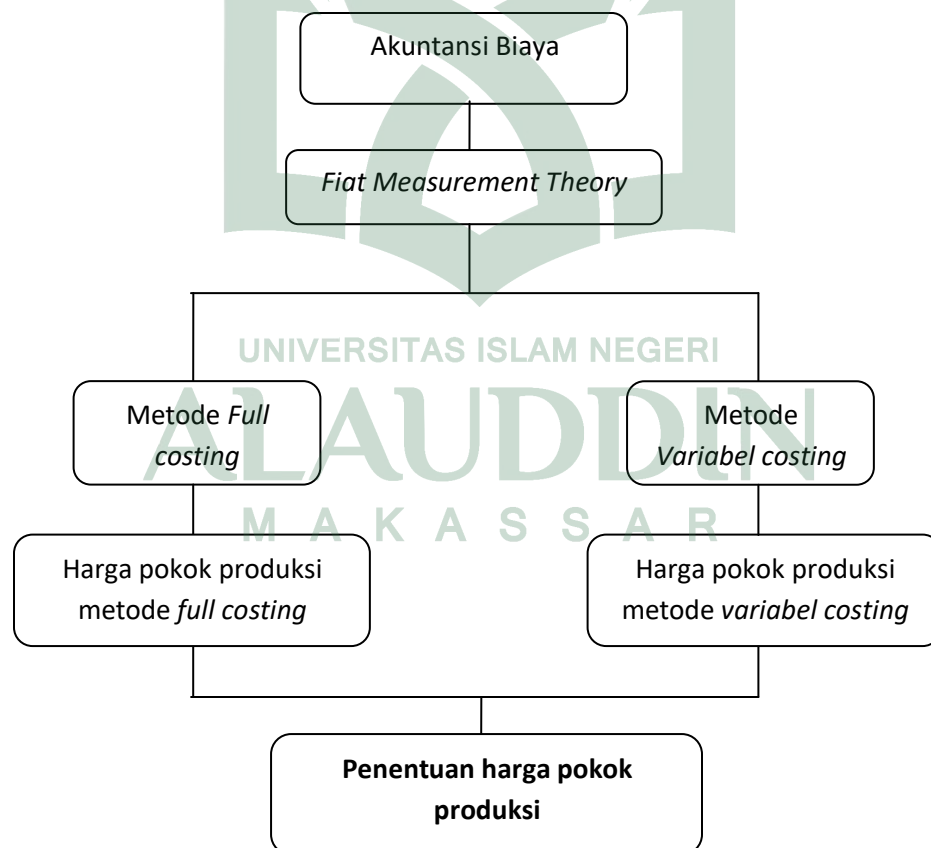 Akuntansi Biaya
Fiat Measurement Theory
UNIVERSITAS ISLAM NEGERI
ALAUDDIN
MAKASSAR
Metode Full
costing
Metode
Variabel costing
Harga pokok produksi
metode full costing
Harga pokok produksi
metode variabel costing
Penentuan harga pokok
produksi